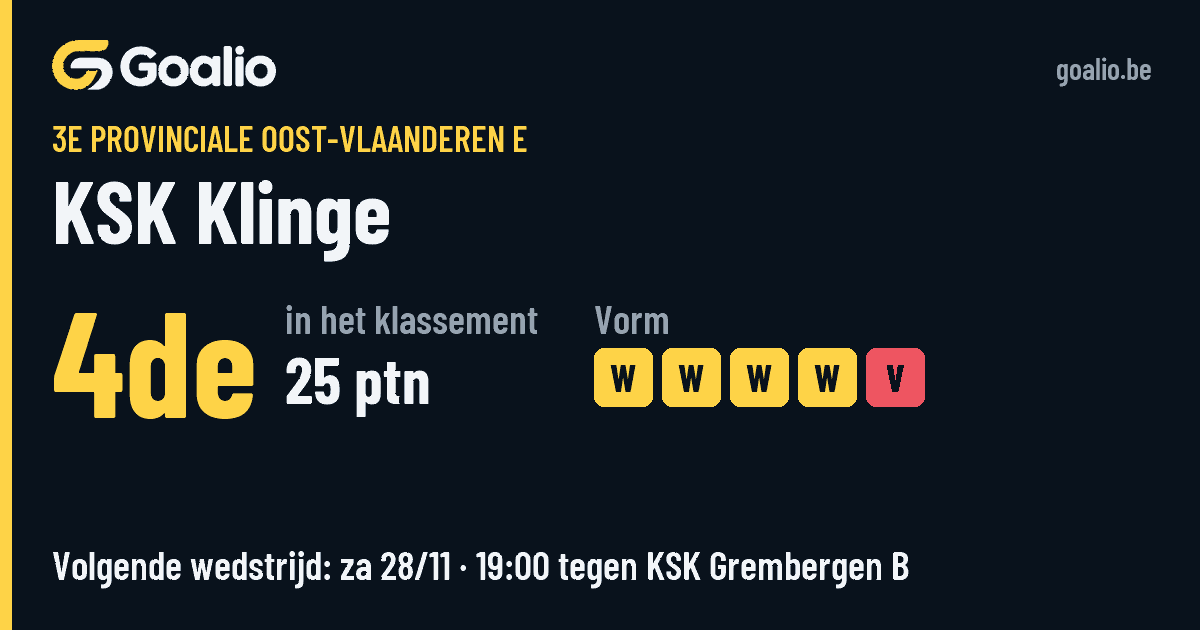 Goalio
goalio.be
3E PROVINCIALE OOST-VLAANDEREN E
KSK Klinge
4de
in het klassement
25 ptn
Vorm
W W W W V
Volgende wedstrijd: za 28/11 · 19:00 tegen KSK Grembergen B